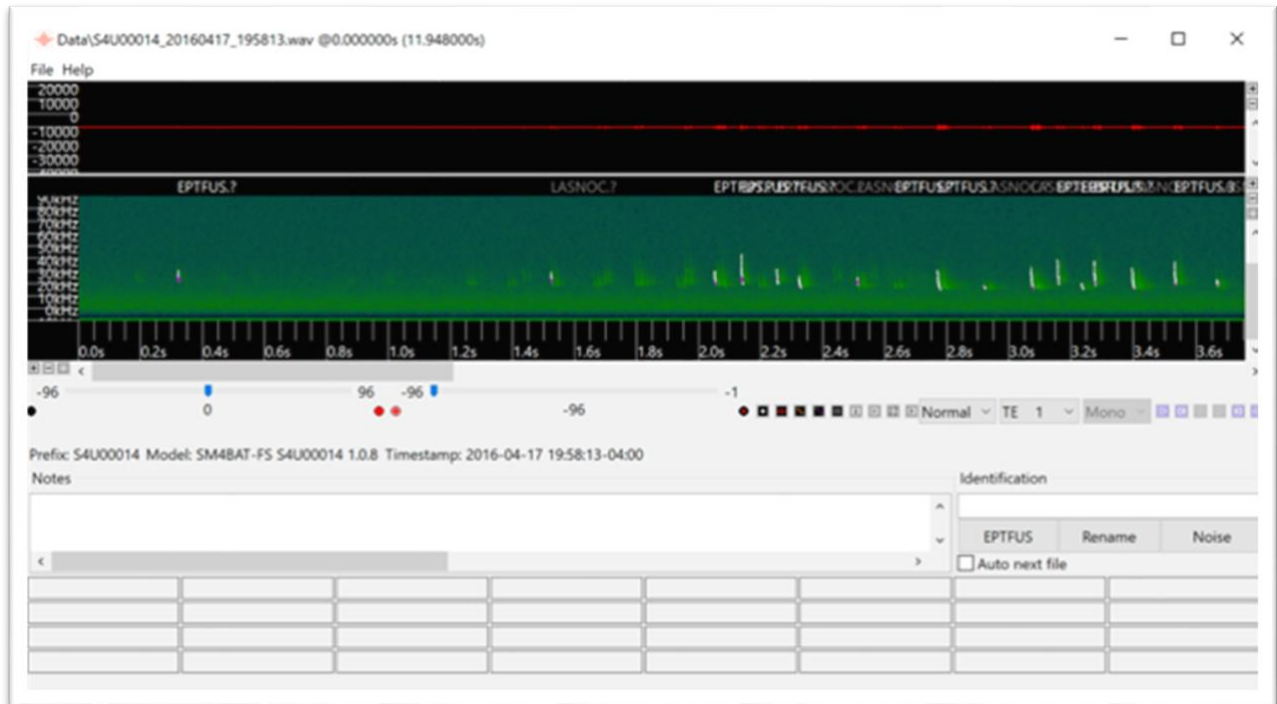 Data\S4U00014_20160417_195813.wav @0.000000s (11.948000s)
File Help
20000
10000
0
-10000
-20000
-30000
EPTFUS.? LASNOC.?
90kHz
80kHz
70kHz
60kHz
50kHz
40kHz
30kHz
20kHz
10kHz
0kHz
0.0s 0.2s 0.4s 0.6s 0.8s 1.0s 1.2s 1.4s 1.6s 1.8s 2.0s 2.2s 2.4s 2.6s 2.8s 3.0s 3.2s 3.4s 3.6s
-96 96 -96 -1
0 -96 Normal TE 1 Mono
Prefix: S4U00014 Model: SM4BAT-FS S4U00014 1.0.8 Timestamp: 2016-04-17 19:58:13-04:00
Notes Identification
EPTFUS Rename Noise
Auto next file